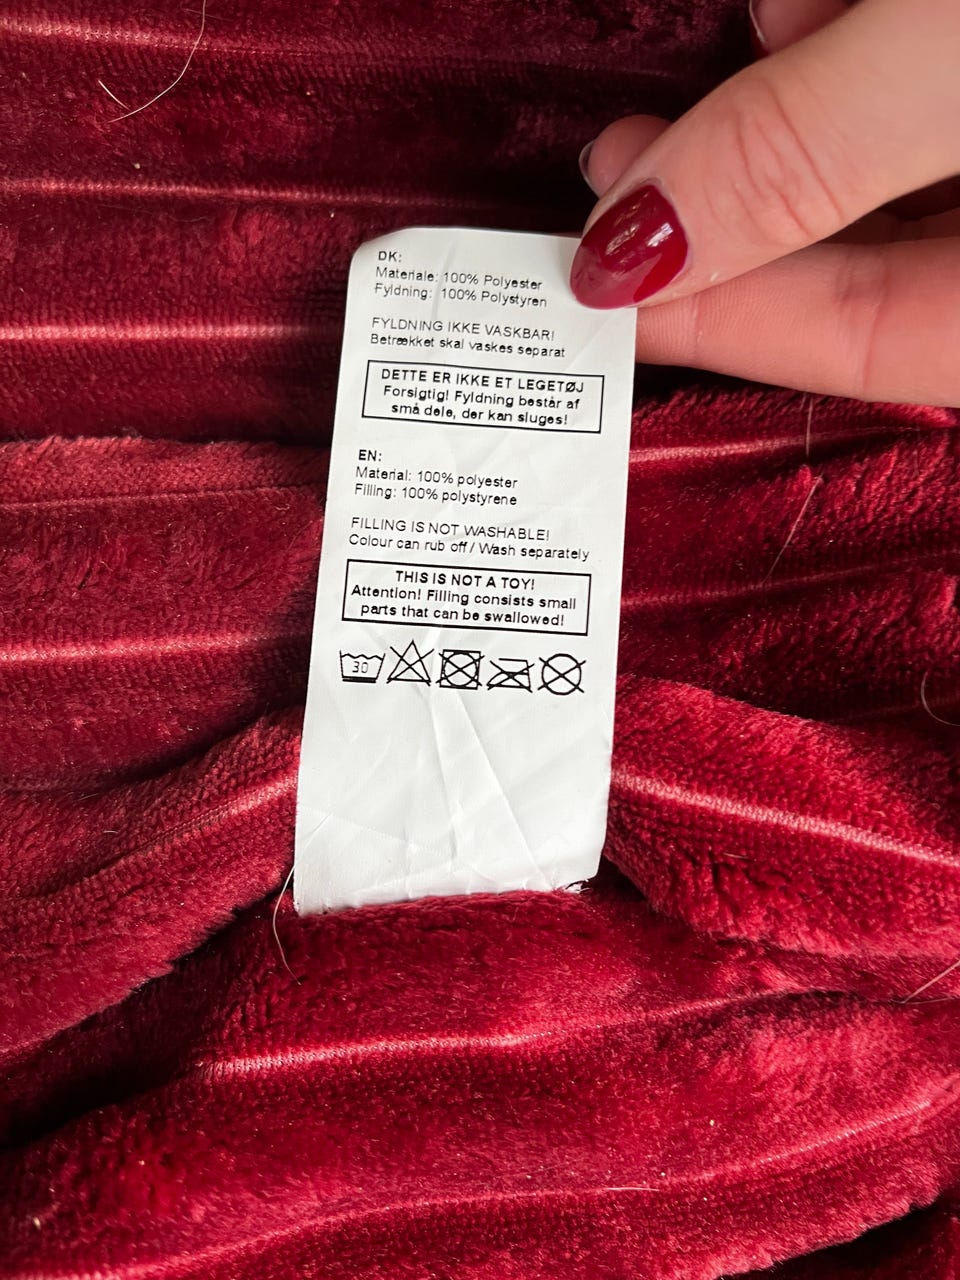 DK:
Materiale: 100% Polyester
Fyldning: 100% Polystyren
FYLDNING IKKE VASKBAR!
Betrækket skal vaskes separat
DETTE ER IKKE ET LEGETØJ
Forsigtig! Fyldning består af
små dele, der kan sluges!
EN:
Material: 100% polyester
Filling: 100% polystyrene
FILLING IS NOT WASHABLE!
Colour can rub off / Wash separately
THIS IS NOT A TOY!
Attention! Filling consists small
parts that can be swallowed!
30